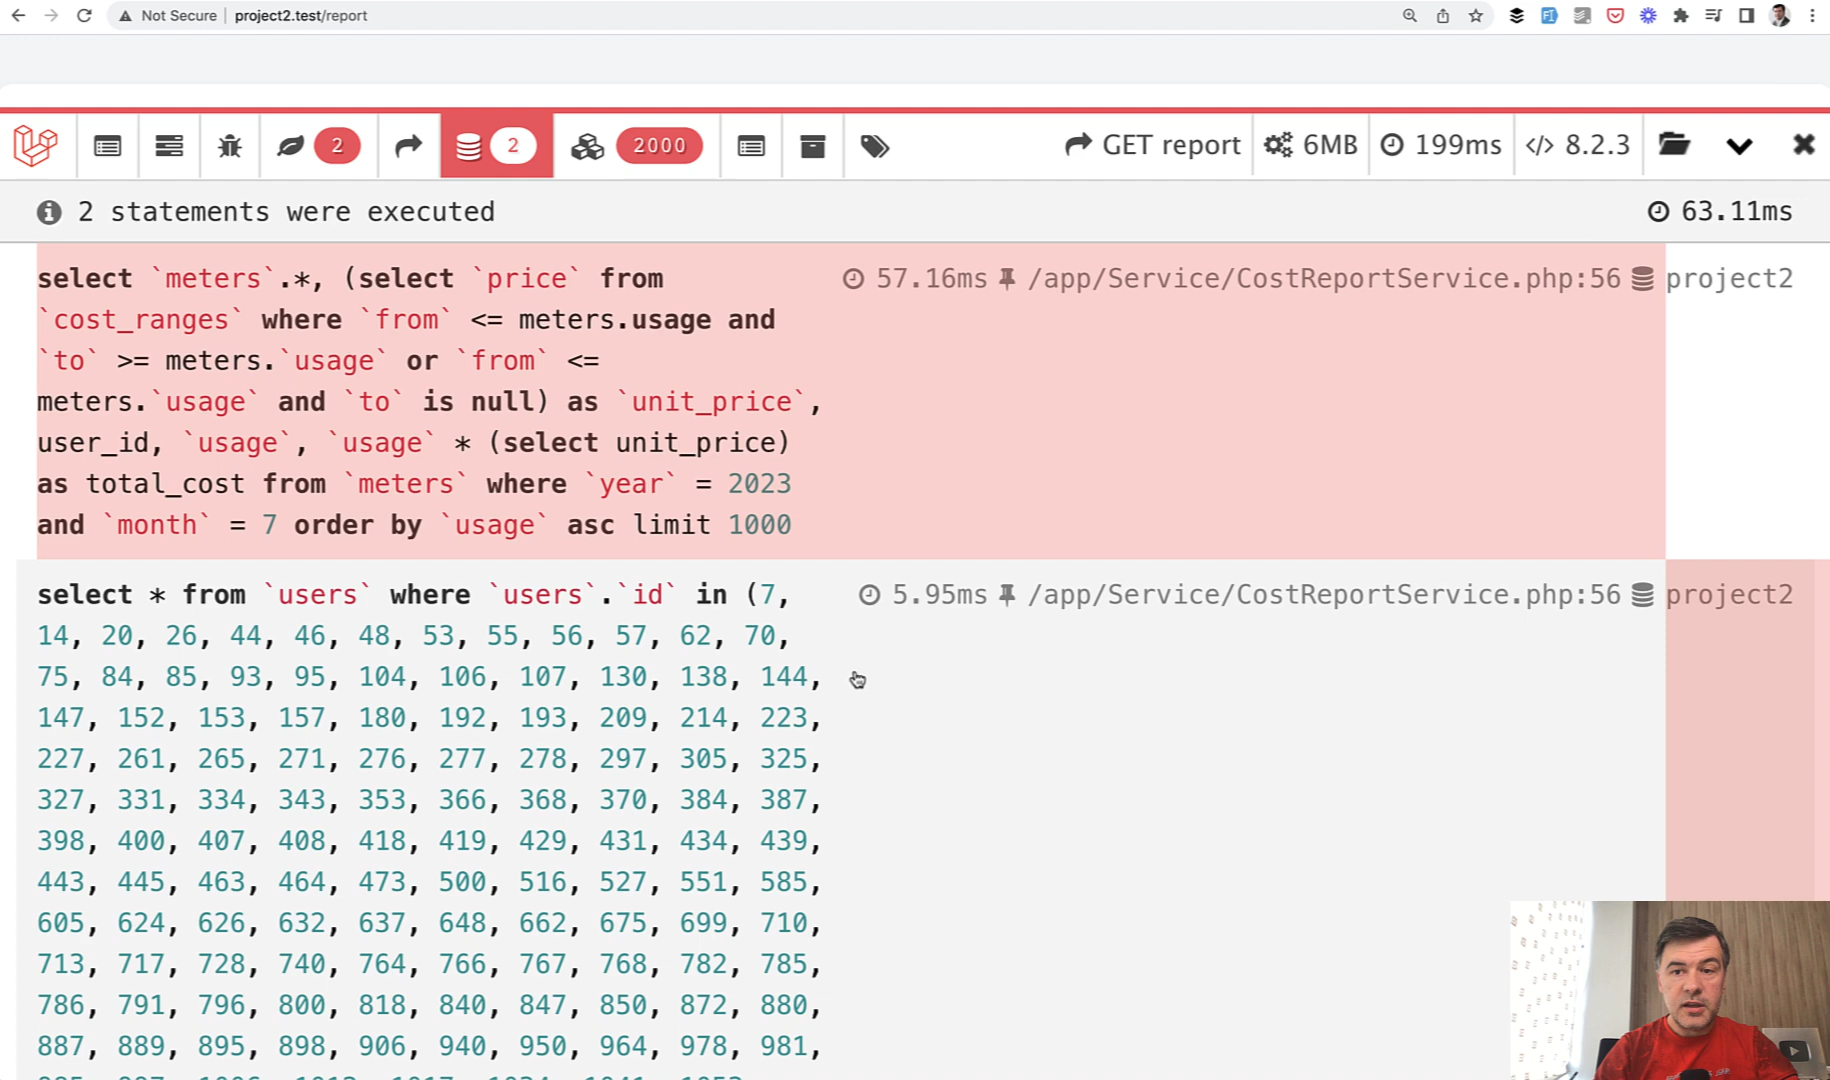 Not Secure | project2.test/report
2 2 2000 GET report 6MB 199ms </> 8.2.3
2 statements were executed 63.11ms
select `meters`.*, (select `price` from 57.16ms /app/Service/CostReportService.php:56 project2
`cost_ranges` where `from` <= meters.usage and
`to` >= meters.`usage` or `from` <=
meters.`usage` and `to` is null) as `unit_price`,
user_id, `usage`, `usage` * (select unit_price)
as total_cost from `meters` where `year` = 2023
and `month` = 7 order by `usage` asc limit 1000
select * from `users` where `users`.`id` in (7, 5.95ms /app/Service/CostReportService.php:56 project2
14, 20, 26, 44, 46, 48, 53, 55, 56, 57, 62, 70,
75, 84, 85, 93, 95, 104, 106, 107, 130, 138, 144,
147, 152, 153, 157, 180, 192, 193, 209, 214, 223,
227, 261, 265, 271, 276, 277, 278, 297, 305, 325,
327, 331, 334, 343, 353, 366, 368, 370, 384, 387,
398, 400, 407, 408, 418, 419, 429, 431, 434, 439,
443, 445, 463, 464, 473, 500, 516, 527, 551, 585,
605, 624, 626, 632, 637, 648, 662, 675, 699, 710,
713, 717, 728, 740, 764, 766, 767, 768, 782, 785,
786, 791, 796, 800, 818, 840, 847, 850, 872, 880,
887, 889, 895, 898, 906, 940, 950, 964, 978, 981,